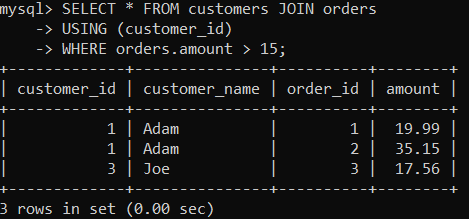 mysql> SELECT * FROM customers JOIN orders
    -> USING (customer_id)
    -> WHERE orders.amount > 15;
+-------------+---------------+----------+--------+
| customer_id | customer_name | order_id | amount |
+-------------+---------------+----------+--------+
|           1 | Adam          |        1 |  19.99 |
|           1 | Adam          |        2 |  35.15 |
|           3 | Joe           |        3 |  17.56 |
+-------------+---------------+----------+--------+
3 rows in set (0.00 sec)